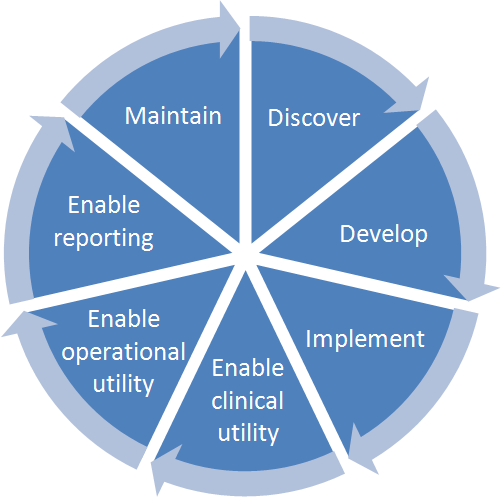 Discover
Develop
Implement
Enable
clinical
utility
Enable
operational
utility
Enable
reporting
Maintain